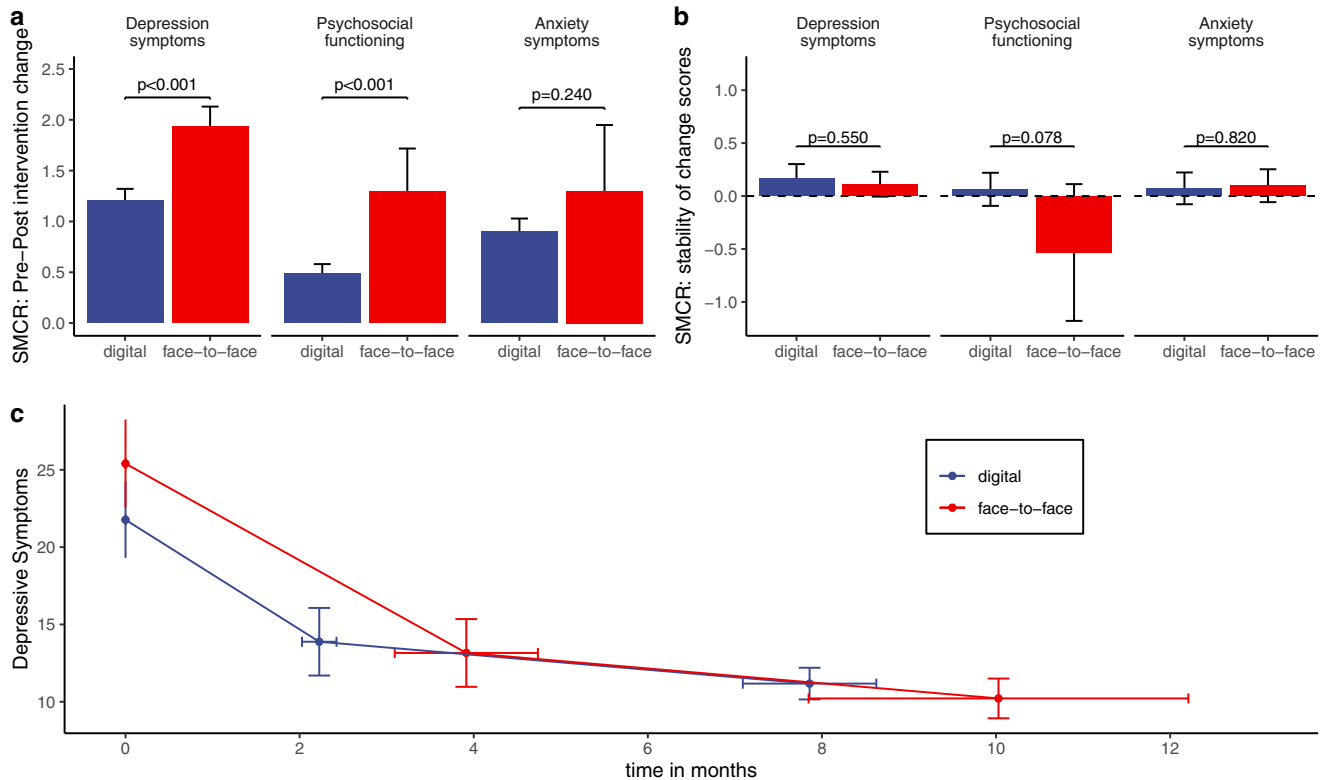 a
Depression
symptoms
Psychosocial
functioning
Anxiety
symptoms
SMCR: Pre−Post intervention change
2.5
2.0
1.5
1.0
0.5
0.0
p<0.001
p<0.001
p=0.240
digital
face−to−face
digital
face−to−face
digital
face−to−face
b
Depression
symptoms
Psychosocial
functioning
Anxiety
symptoms
SMCR: stability of change scores
1.0
0.5
0.0
−0.5
−1.0
p=0.550
p=0.078
p=0.820
digital
face−to−face
digital
face−to−face
digital
face−to−face
c
Depressive Symptoms
25
20
15
10
digital
face−to−face
0
2
4
6
8
10
12
time in months